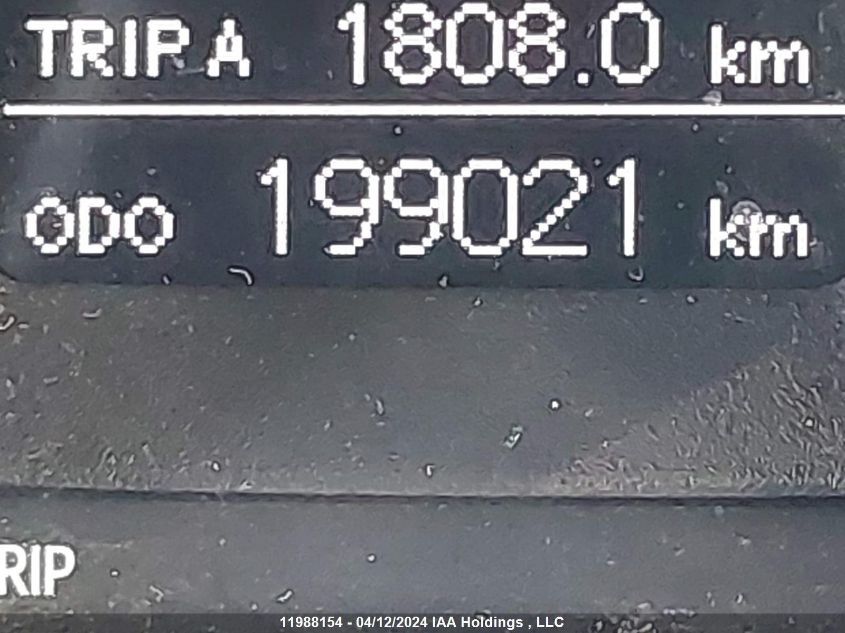 TRIP A 1808.0 km
ODO 199021 km
RIP
11988154 - 04/12/2024 IAA Holdings , LLC